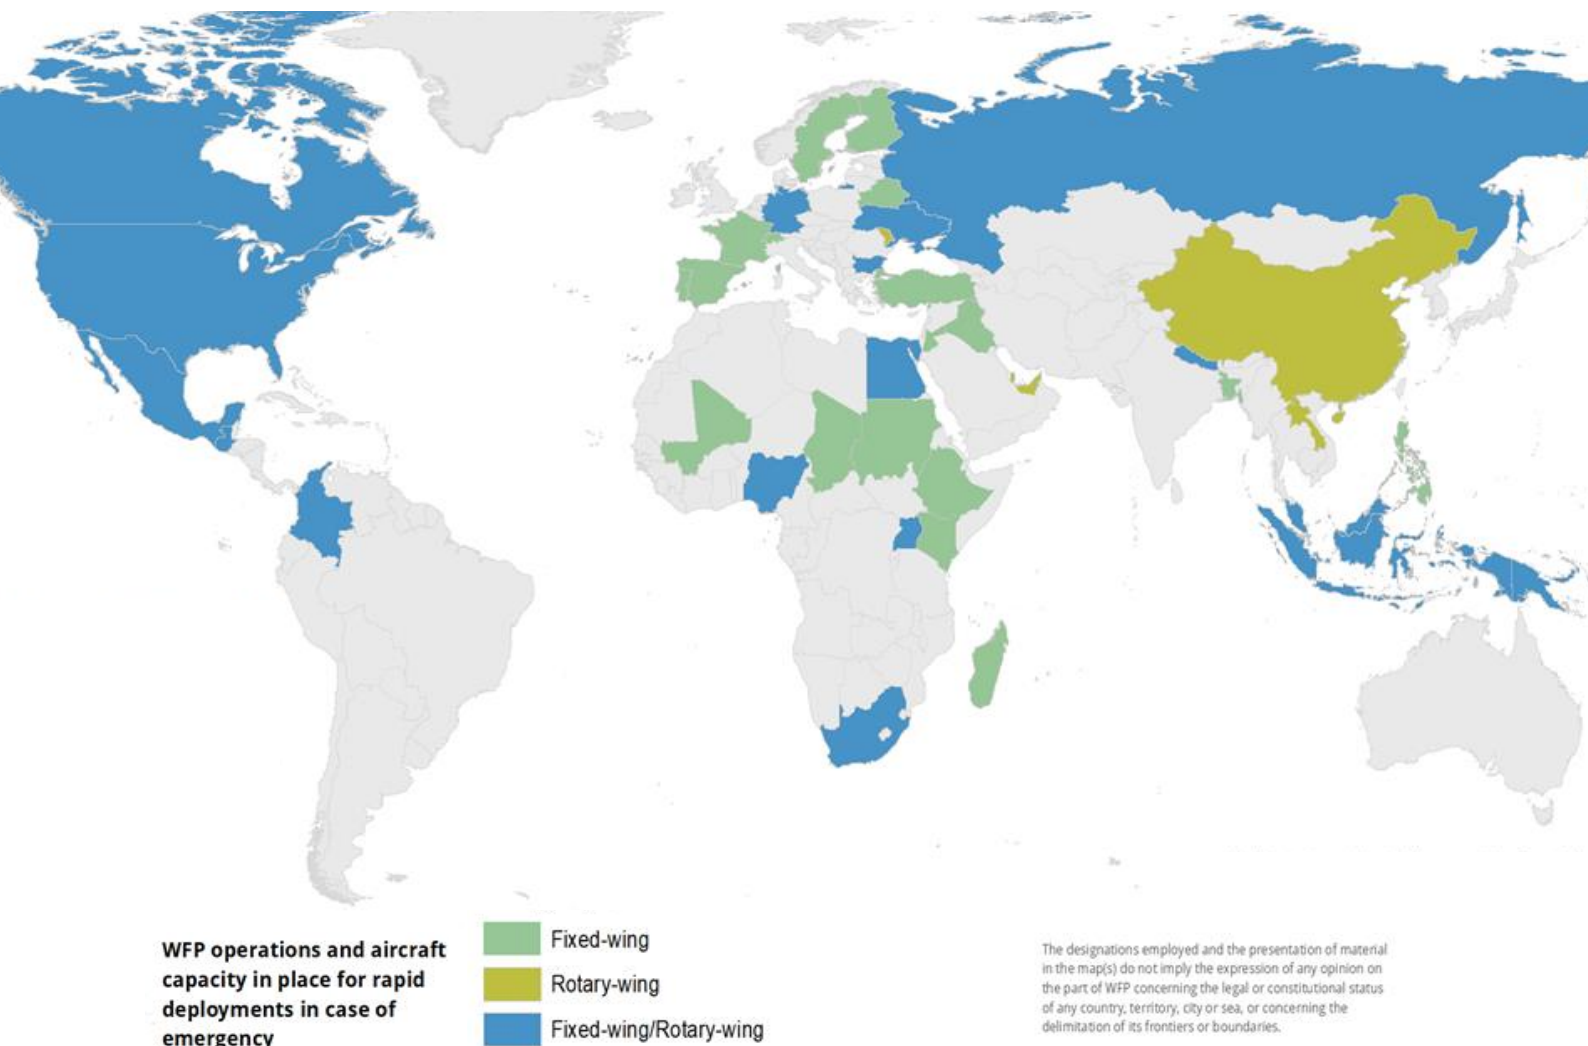 WFP operations and aircraft
capacity in place for rapid
deployments in case of
emergency
Fixed-wing
Rotary-wing
Fixed-wing/Rotary-wing
The designations employed and the presentation of material
in the map(s) do not imply the expression of any opinion on
the part of WFP concerning the legal or constitutional status
of any country, territory, city or sea, or concerning the
delimitation of its frontiers or boundaries.